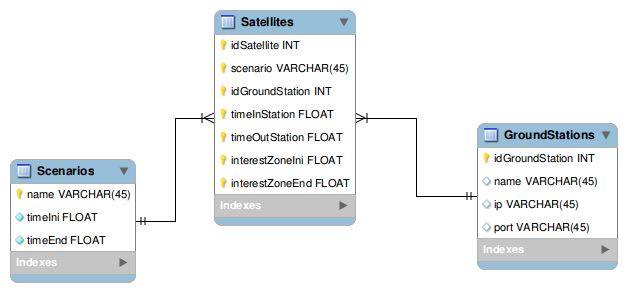 Satellites
idSatellite INT
scenario VARCHAR(45)
idGroundStation INT
timeInStation FLOAT
timeOutStation FLOAT
interestZoneIni FLOAT
interestZoneEnd FLOAT
Indexes
Scenarios
name VARCHAR(45)
timeIni FLOAT
timeEnd FLOAT
Indexes
GroundStations
idGroundStation INT
name VARCHAR(45)
ip VARCHAR(45)
port VARCHAR(45)
Indexes